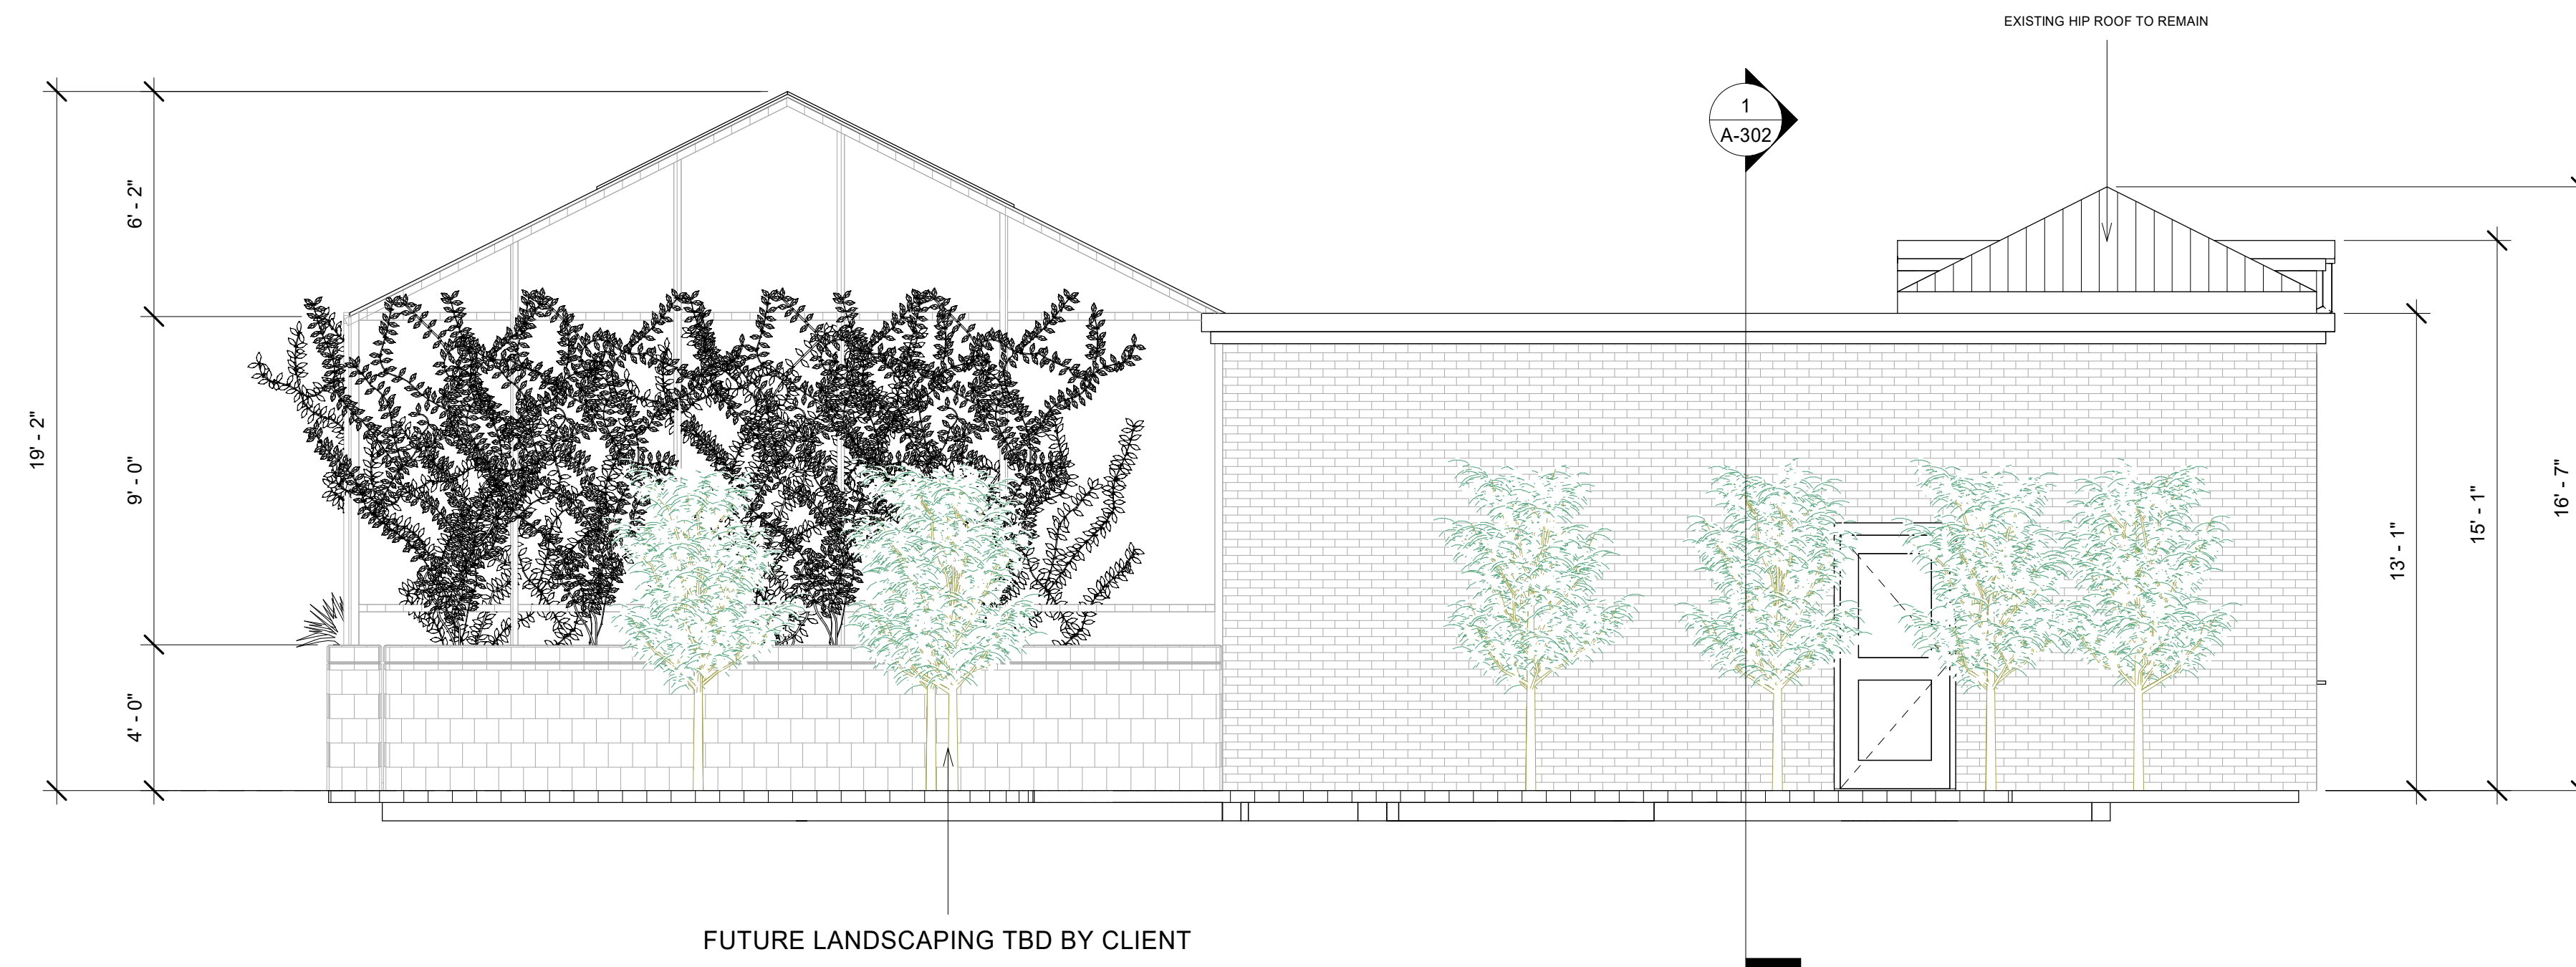 EXISTING HIP ROOF TO REMAIN
1
A-302
19' - 2"
6' - 2"
9' - 0"
4' - 0"
13' - 1"
15' - 1"
16' - 7"
FUTURE LANDSCAPING TBD BY CLIENT